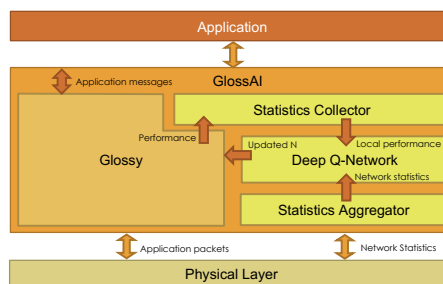 Application
GlossAI
Application messages
Statistics Collector
Performance
Updated N
Local performance
Glossy
Deep Q-Network
Network statistics
Statistics Aggregator
Application packets
Network Statistics
Physical Layer